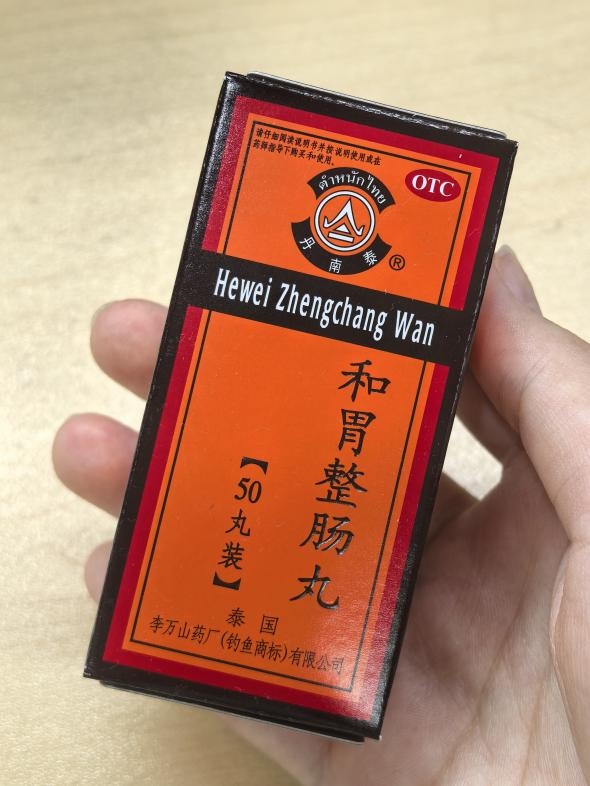 请仔细阅读说明书并按说明使用或在
药师指导下购买和使用。
OTC
ตำหนักไทย
丹南泰®
Hewei Zhengchang Wan
和胃整肠丸
【50丸装】
泰国
李万山药厂(钓鱼商标)有限公司